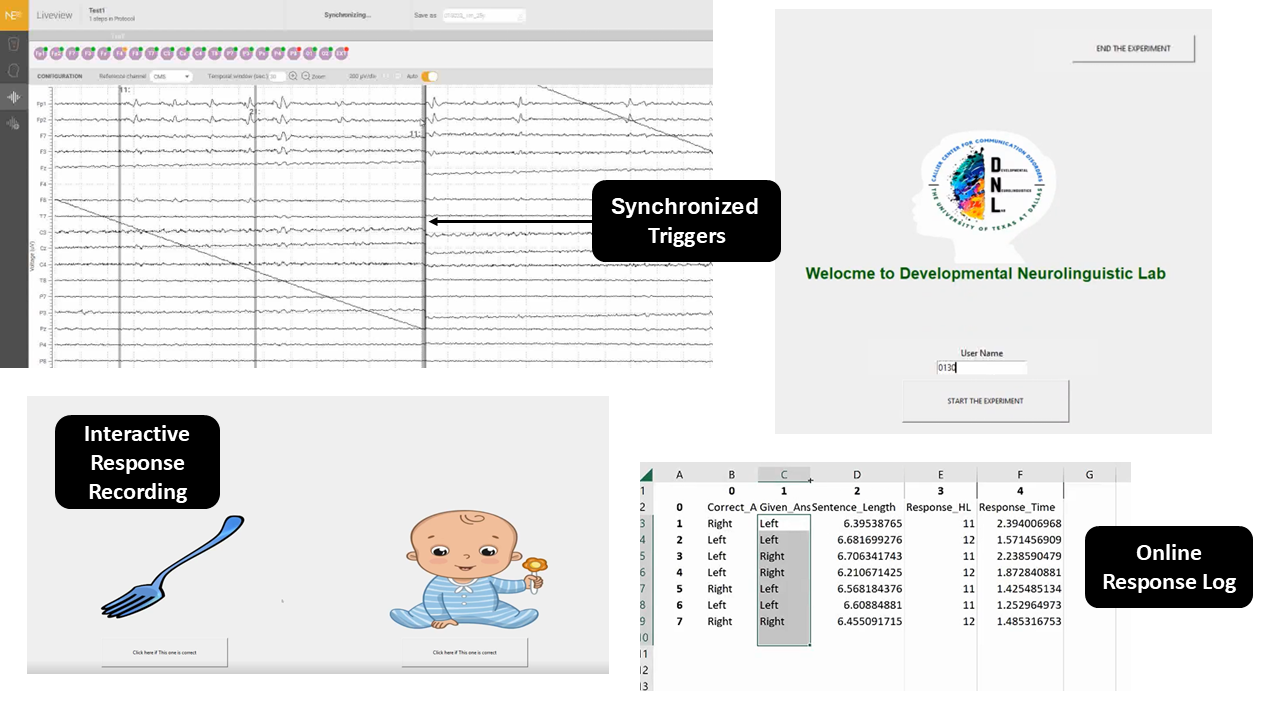 NE
Liveview
Test1
1 steps in Protocol
Synchronizing...
Save as
Test1
Fp1 Fp2 F7 F3 Fz F4 F8 T7 C3 Cz C4 T8 P7 P3 Pz P4 P8 O1 O2 EXT
CONFIGURATION Reference channel CMS Temporal window (sec.) Zoom: µV/div Auto
11:
Fp1
21:
Fp2
11:
F7
F3
Fz
F4
F8
T7
C3
Cz
C4
T8
P7
P3
Pz
P4
P8
Voltage (uV)
Synchronized
Triggers
END THE EXPERIMENT
CALLIER CENTER FOR COMMUNICATION DISORDERS
DEVELOPMENTAL
NEUROLINGUISTICS
LAB
THE UNIVERSITY OF TEXAS AT DALLAS
Welocme to Developmental Neurolinguistic Lab
User Name
0130
START THE EXPERIMENT
Interactive
Response
Recording
Click here if This one is correct
Click here if This one is correct
A B C D E F G
1 0 1 2 3 4
2 0 Correct_A Given_Ans Sentence_Length Response_HL Response_Time
3 1 Right Left 6.39538765 11 2.394006968
4 2 Left Left 6.681699276 12 1.571456909
5 3 Left Right 6.706341743 11 2.238590479
6 4 Left Right 6.210671425 12 1.872840881
7 5 Right Left 6.568184376 11 1.425485134
8 6 Left Left 6.60884881 11 1.252964973
9 7 Right Right 6.455091715 12 1.485316753
10
11
12
13
Online
Response Log